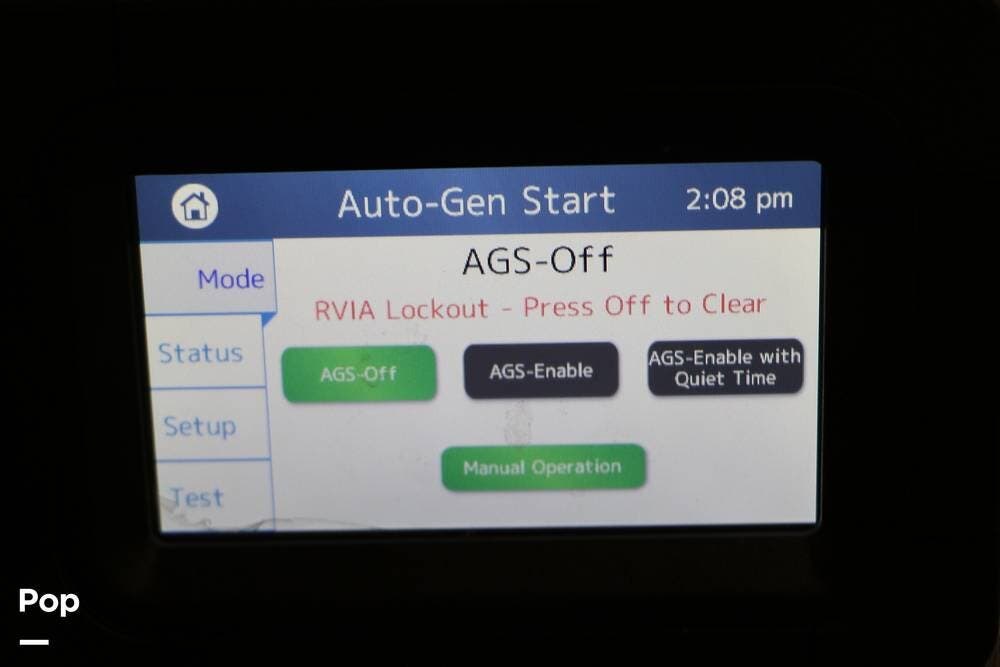 Auto-Gen Start
2:08 pm
Mode
AGS-Off
RVIA Lockout - Press Off to Clear
Status
AGS-Off
AGS-Enable
AGS-Enable with
Quiet Time
Setup
Manual Operation
Test
Pop